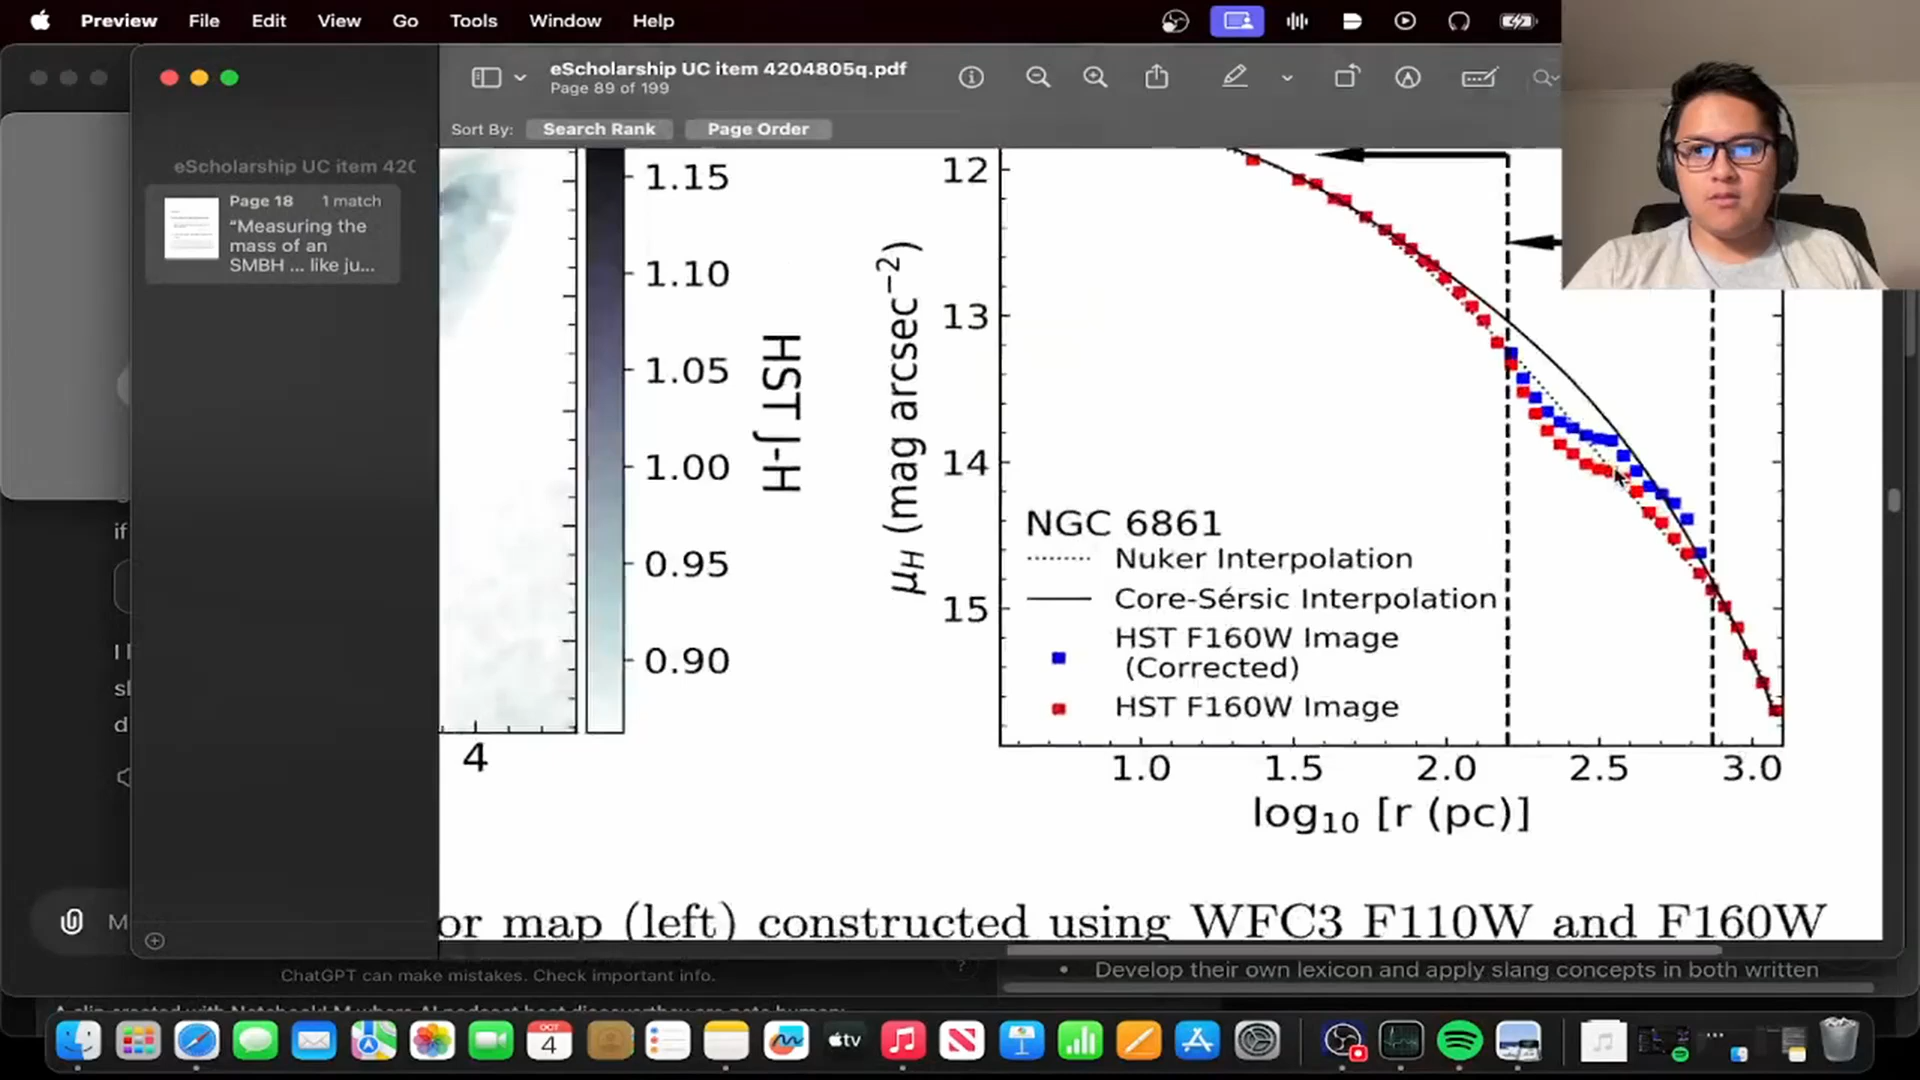 Preview File Edit View Go Tools Window Help
eScholarship UC item 4204805q.pdf
Page 89 of 199
Sort By: Search Rank Page Order
eScholarship UC item 420
Page 18 1 match
“Measuring the
mass of an
SMBH ... like ju...
1.15
1.10
1.05
1.00
0.95
0.90
HST J-H
4
12
13
14
15
μH (mag arcsec−2)
NGC 6861
Nuker Interpolation
Core-Sérsic Interpolation
HST F160W Image
(Corrected)
HST F160W Image
1.0 1.5 2.0 2.5 3.0
log10 [r (pc)]
or map (left) constructed using WFC3 F110W and F160W
if
sl
d
M
ChatGPT can make mistakes. Check important info.
?
• Develop their own lexicon and apply slang concepts in both written
OCT
4
tv